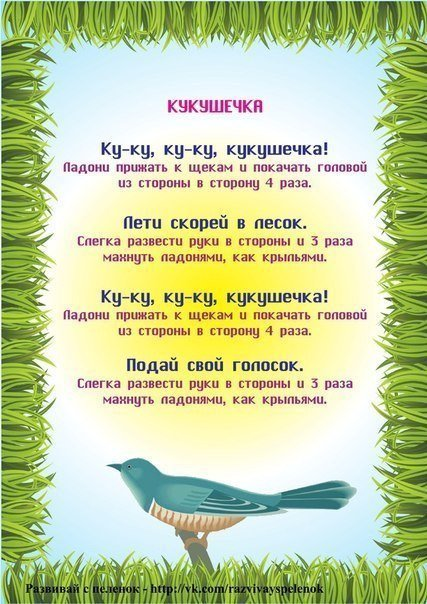 КУКУШЕЧКА
Ку-ку, ку-ку, кукушечка!
Ладони прижать к щекам и покачать головой
из стороны в сторону 4 раза.
Лети скорей в лесок.
Слегка развести руки в стороны и 3 раза
махнуть ладонями, как крыльями.
Ку-ку, ку-ку, кукушечка!
Ладони прижать к щекам и покачать головой
из стороны в сторону 4 раза.
Подай свой голосок.
Слегка развести руки в стороны и 3 раза
махнуть ладонями, как крыльями.
Развивай с пеленок - http://vk.com/razvivayspelenok